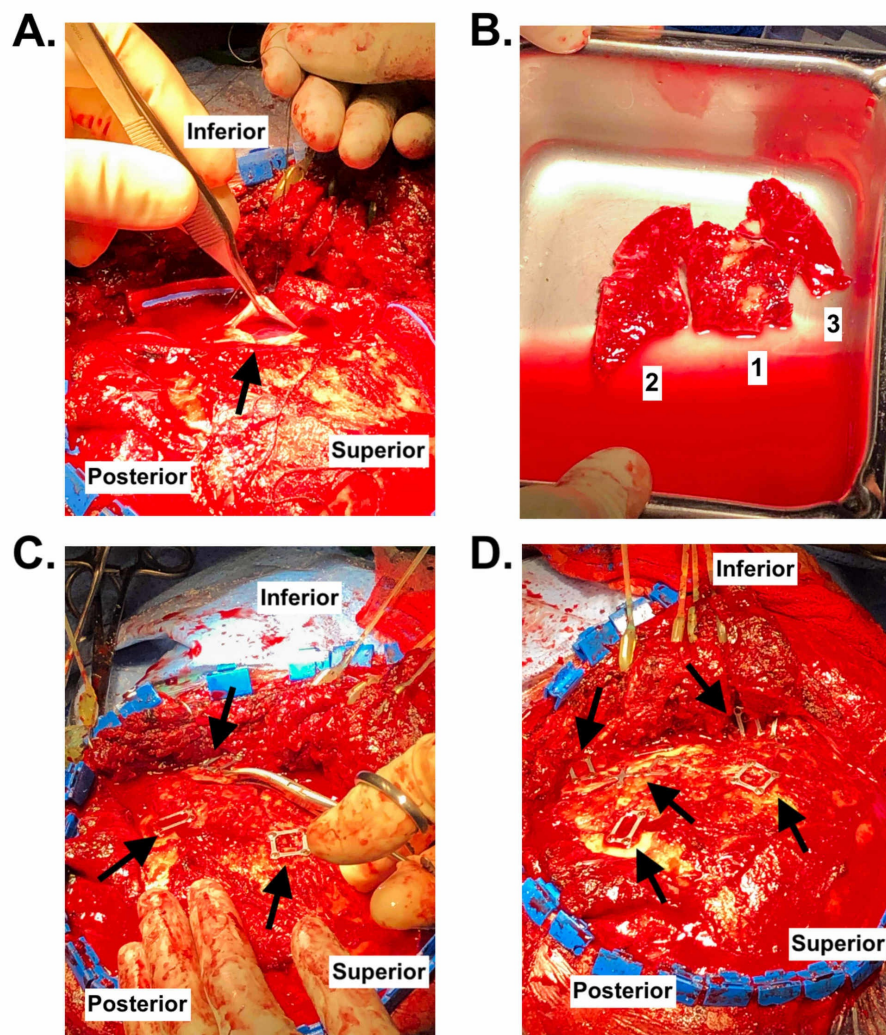 A.
Inferior
Superior
Posterior
B.
3
1
2
C.
Inferior
Superior
Posterior
D.
Inferior
Superior
Posterior